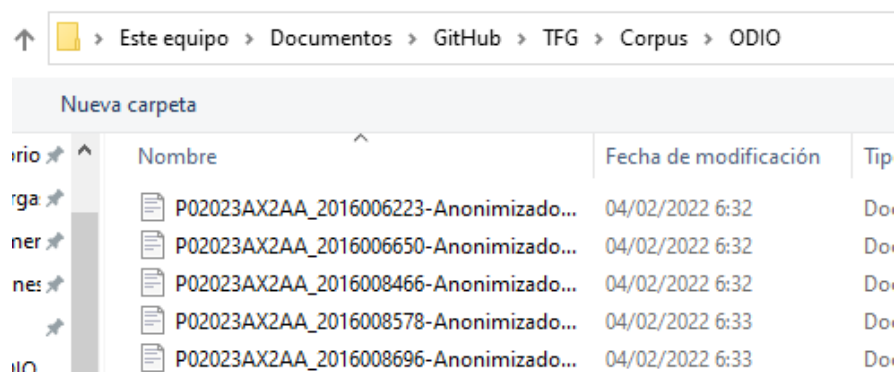 Este equipo > Documentos > GitHub > TFG > Corpus > ODIO
Nueva carpeta
Nombre Fecha de modificación
P02023AX2AA_2016006223-Anonimizado... 04/02/2022 6:32
P02023AX2AA_2016006650-Anonimizado... 04/02/2022 6:32
P02023AX2AA_2016008466-Anonimizado... 04/02/2022 6:32
P02023AX2AA_2016008578-Anonimizado... 04/02/2022 6:33
P02023AX2AA_2016008696-Anonimizado... 04/02/2022 6:33